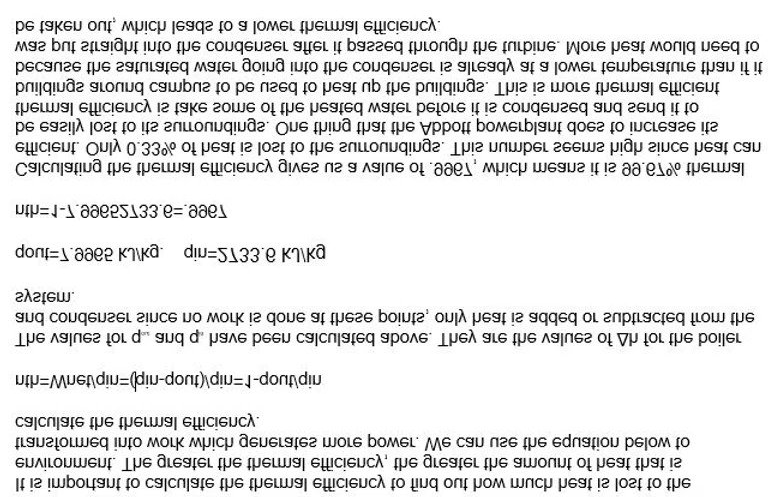 It is important to calculate the thermal efficiency to find out how much heat is lost to the
environment. The greater the thermal efficiency, the greater the amount of heat that is
transformed into work which generates more power. We can use the equation below to
calculate the thermal efficiency.
nth=Wnet/qin=(qin-qout)/qin=1-qout/qin
The values for qout and qin have been calculated above. They are the values of Δh for the boiler
and condenser since no work is done at these points, only heat is added or subtracted from the
system.
qout=7.9965 kJ/kg. qin=2733.6 kJ/kg
nth=1-7.99652733.6=.9967
Calculating the thermal efficiency gives us a value of .9967, which means it is 99.67% thermal
efficient. Only 0.33% of heat is lost to the surroundings. This number seems high since heat can
be easily lost to its surroundings. One thing that the Abbott powerplant does to increase its
thermal efficiency is take some of the heated water before it is condensed and send it to
buildings around campus to be used to heat up the buildings. This is more thermal efficient
because the saturated water going into the condenser is already at a lower temperature than if it
was put straight into the condenser after it passed through the turbine. More heat would need to
be taken out, which leads to a lower thermal efficiency.